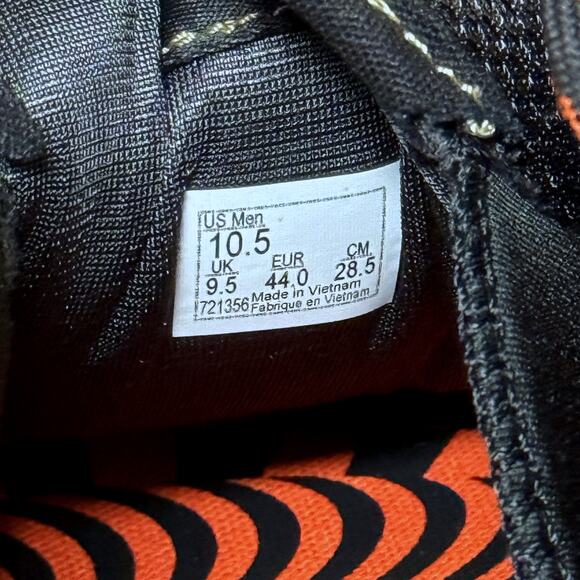 US Men
10.5
UK EUR CM
9.5 44.0 28.5
721356 Made in Vietnam
Fabrique en Vietnam